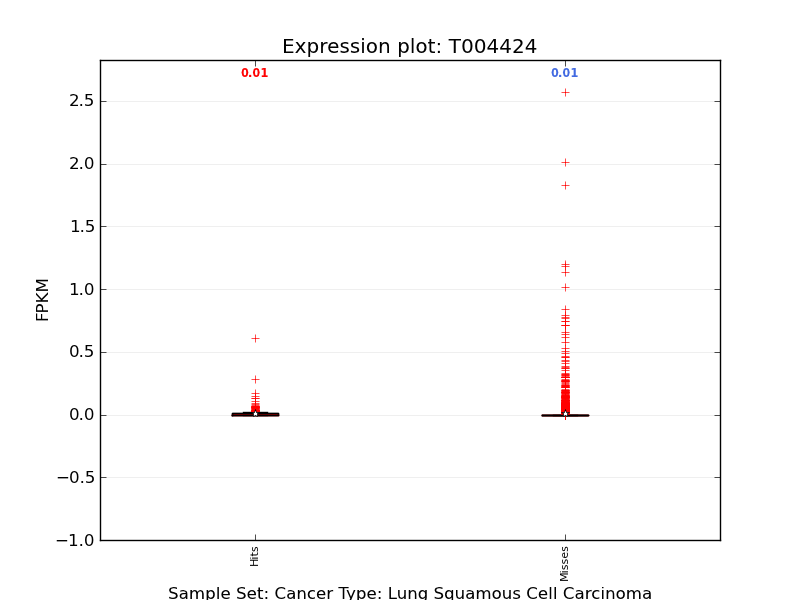 Expression plot: T004424
0.01 0.01
2.5
2.0
1.5
1.0
0.5
0.0
−0.5
−1.0
FPKM
Hits Misses
Sample Set: Cancer Type: Lung Squamous Cell Carcinoma